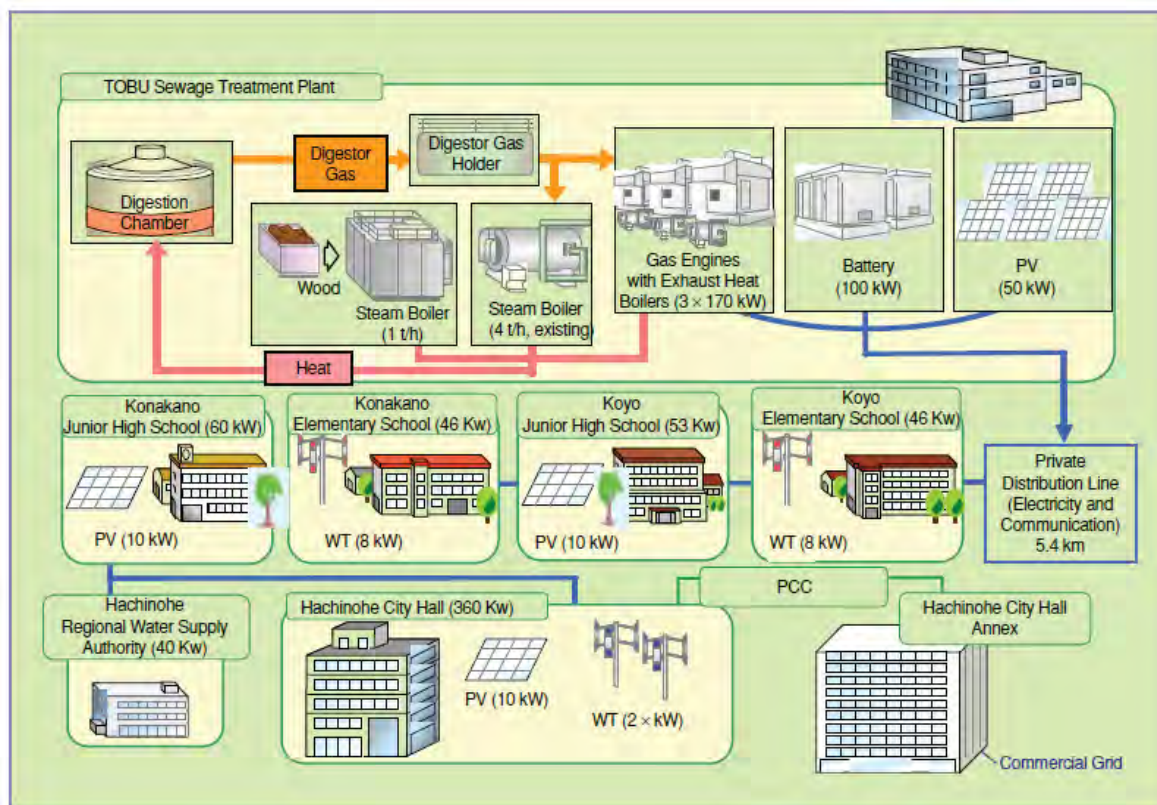 TOBU Sewage Treatment Plant
Digestion
Chamber
Digestor
Gas
Digestor Gas
Holder
Wood
Steam Boiler
(1 t/h)
Steam Boiler
(4 t/h, existing)
Gas Engines
with Exhaust Heat
Boilers (3 × 170 kW)
Battery
(100 kW)
PV
(50 kW)
Heat
Konakano
Junior High School (60 kW)
PV (10 kW)
Konakano
Elementary School (46 Kw)
WT (8 kW)
Koyo
Junior High School (53 Kw)
PV (10 kW)
Koyo
Elementary School (46 Kw)
WT (8 kW)
Private
Distribution Line
(Electricity and
Communication)
5.4 km
Hachinohe
Regional Water Supply
Authority (40 Kw)
Hachinohe City Hall (360 Kw)
PV (10 kW)
WT (2 × kW)
PCC
Hachinohe City Hall
Annex
Commercial Grid